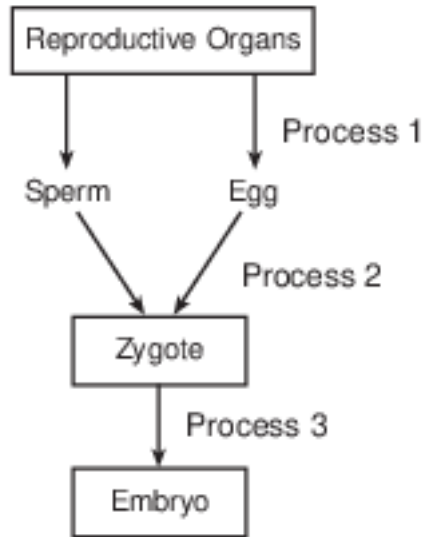 Reproductive Organs
Process 1
Sperm
Egg
Process 2
Zygote
Process 3
Embryo